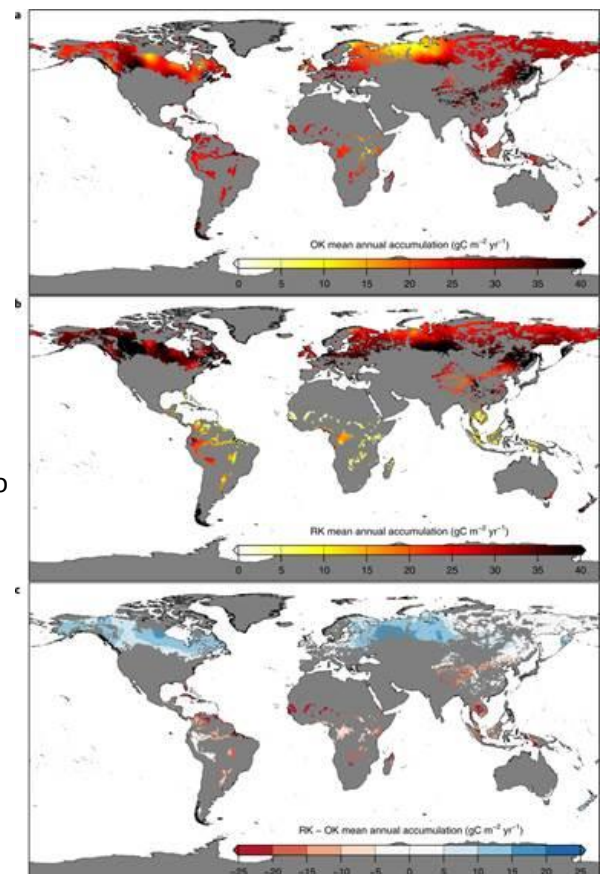 a
OK mean annual accumulation (gC m⁻² yr⁻¹)
0 5 10 15 20 25 30 35 40
b
RK mean annual accumulation (gC m⁻² yr⁻¹)
0 5 10 15 20 25 30 35 40
c
RK – OK mean annual accumulation (gC m⁻² yr⁻¹)
−25 −20 −15 −10 −5 0 5 10 15 20 25